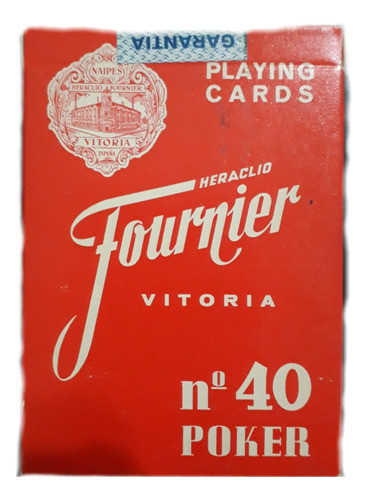 GARANTIA
PLAYING
CARDS
NAIPES
HERACLIO FOURNIER
VITORIA
ESPAÑA
HERACLIO
Fournier
VITORIA
nº 40
POKER